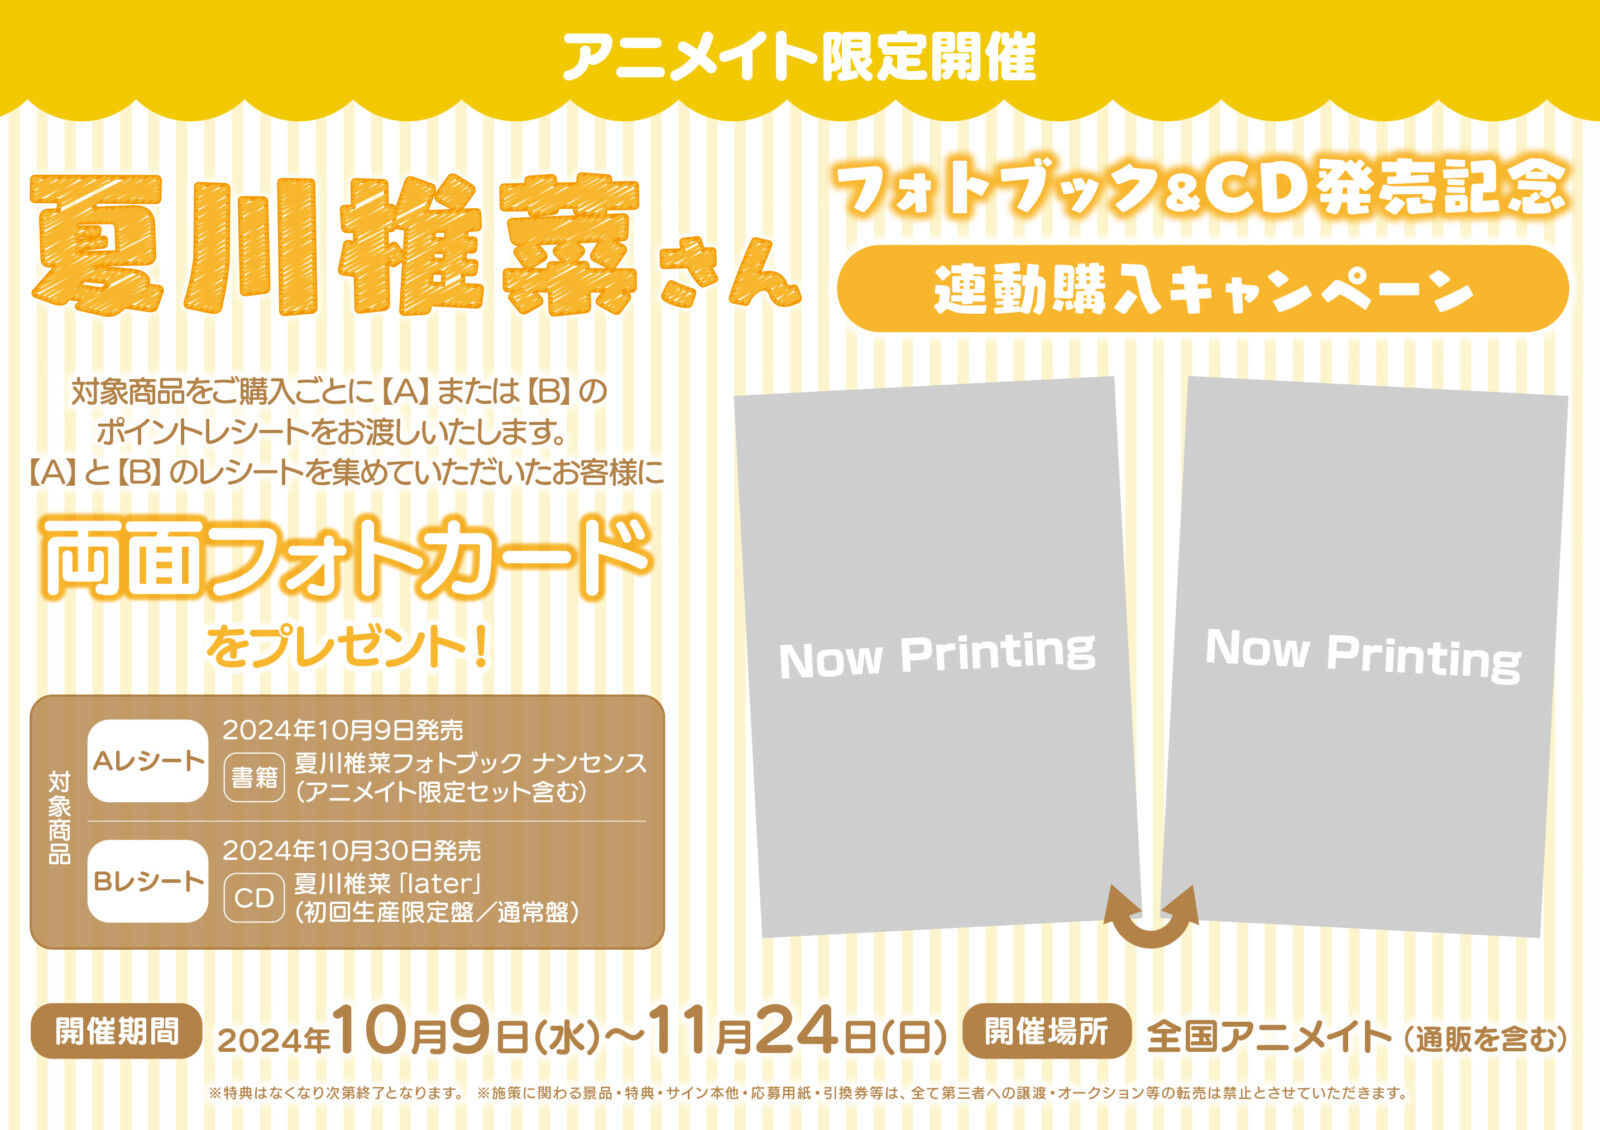 アニメイト限定開催
夏川椎菜さん
フォトブック&CD発売記念
連動購入キャンペーン
対象商品をご購入ごとに【A】または【B】の
ポイントレシートをお渡しいたします。
【A】と【B】のレシートを集めていただいたお客様に
両面フォトカード
をプレゼント!
対象商品
Aレシート
2024年10月9日発売
書籍 夏川椎菜フォトブック ナンセンス
(アニメイト限定セット含む)
Bレシート
2024年10月30日発売
CD 夏川椎菜「later」
(初回生産限定盤/通常盤)
Now Printing
Now Printing
開催期間 2024年10月9日(水)~11月24日(日)
開催場所 全国アニメイト(通販を含む)
※特典はなくなり次第終了となります。 ※施策に関わる景品・特典・サイン本他・応募用紙・引換券等は、全て第三者への譲渡・オークション等の転売は禁止とさせていただきます。